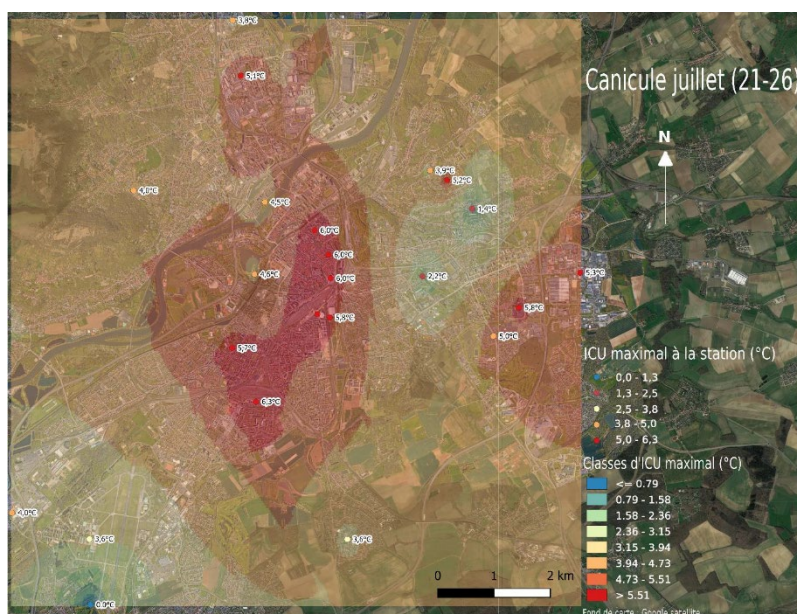 3,8°C
Canicule juillet (21-26)
5,1°C
N
3,9°C
5,2°C
4,0°C
4,5°C
1,4°C
6,0°C
6,0°C
4,6°C
6,0°C
2,2°C
5,3°C
5,8°C
5,8°C
5,0°C
5,7°C
ICU maximal à la station (°C)
0,0 - 1,3
1,3 - 2,5
2,5 - 3,8
3,8 - 5,0
5,0 - 6,3
6,3°C
Classes d'ICU maximal (°C)
<= 0.79
0.79 - 1.58
1.58 - 2.36
2.36 - 3.15
3.15 - 3.94
3.94 - 4.73
4.73 - 5.51
> 5.51
4,0°C
3,6°C
3,6°C
0 1 2 km
0,0°C
Fond de carte : Google satellite